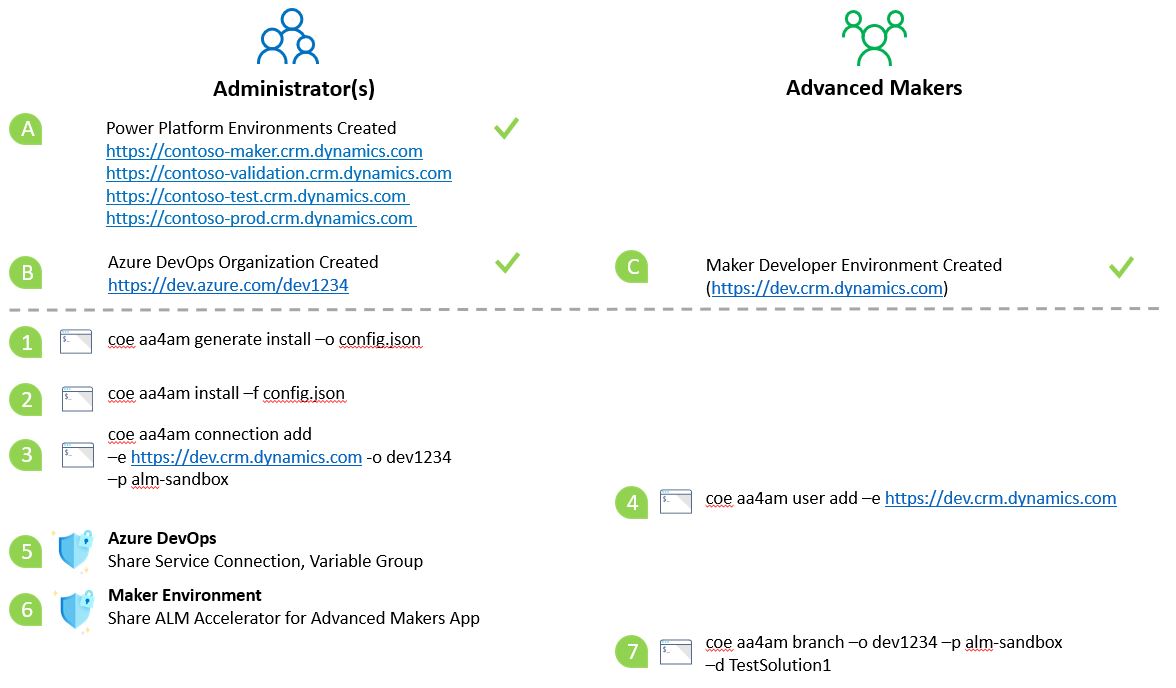 Administrator(s)
Advanced Makers
A
Power Platform Environments Created
https://contoso-maker.crm.dynamics.com
https://contoso-validation.crm.dynamics.com
https://contoso-test.crm.dynamics.com
https://contoso-prod.crm.dynamics.com
B
Azure DevOps Organization Created
https://dev.azure.com/dev1234
C
Maker Developer Environment Created
(https://dev.crm.dynamics.com)
1
$_
coe aa4am generate install –o config.json
2
$_
coe aa4am install –f config.json
3
$_
coe aa4am connection add
–e https://dev.crm.dynamics.com -o dev1234
–p alm-sandbox
4
$_
coe aa4am user add –e https://dev.crm.dynamics.com
5
Azure DevOps
Share Service Connection, Variable Group
6
Maker Environment
Share ALM Accelerator for Advanced Makers App
7
$_
coe aa4am branch –o dev1234 –p alm-sandbox
–d TestSolution1